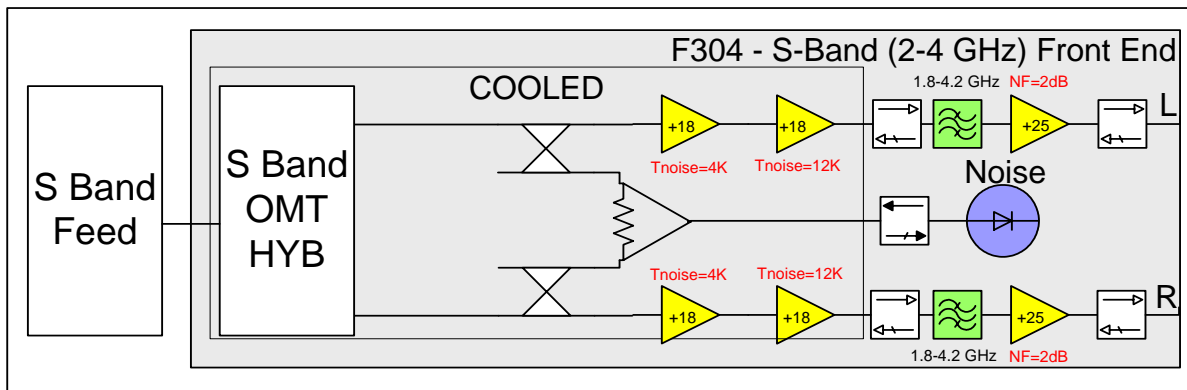 F304 - S-Band (2-4 GHz) Front End
COOLED
1.8-4.2 GHz
NF=2dB
L
+18
+18
+25
Tnoise=4K
Tnoise=12K
S Band
Feed
S Band
OMT
HYB
Noise
Tnoise=4K
Tnoise=12K
R
+18
+18
+25
1.8-4.2 GHz
NF=2dB